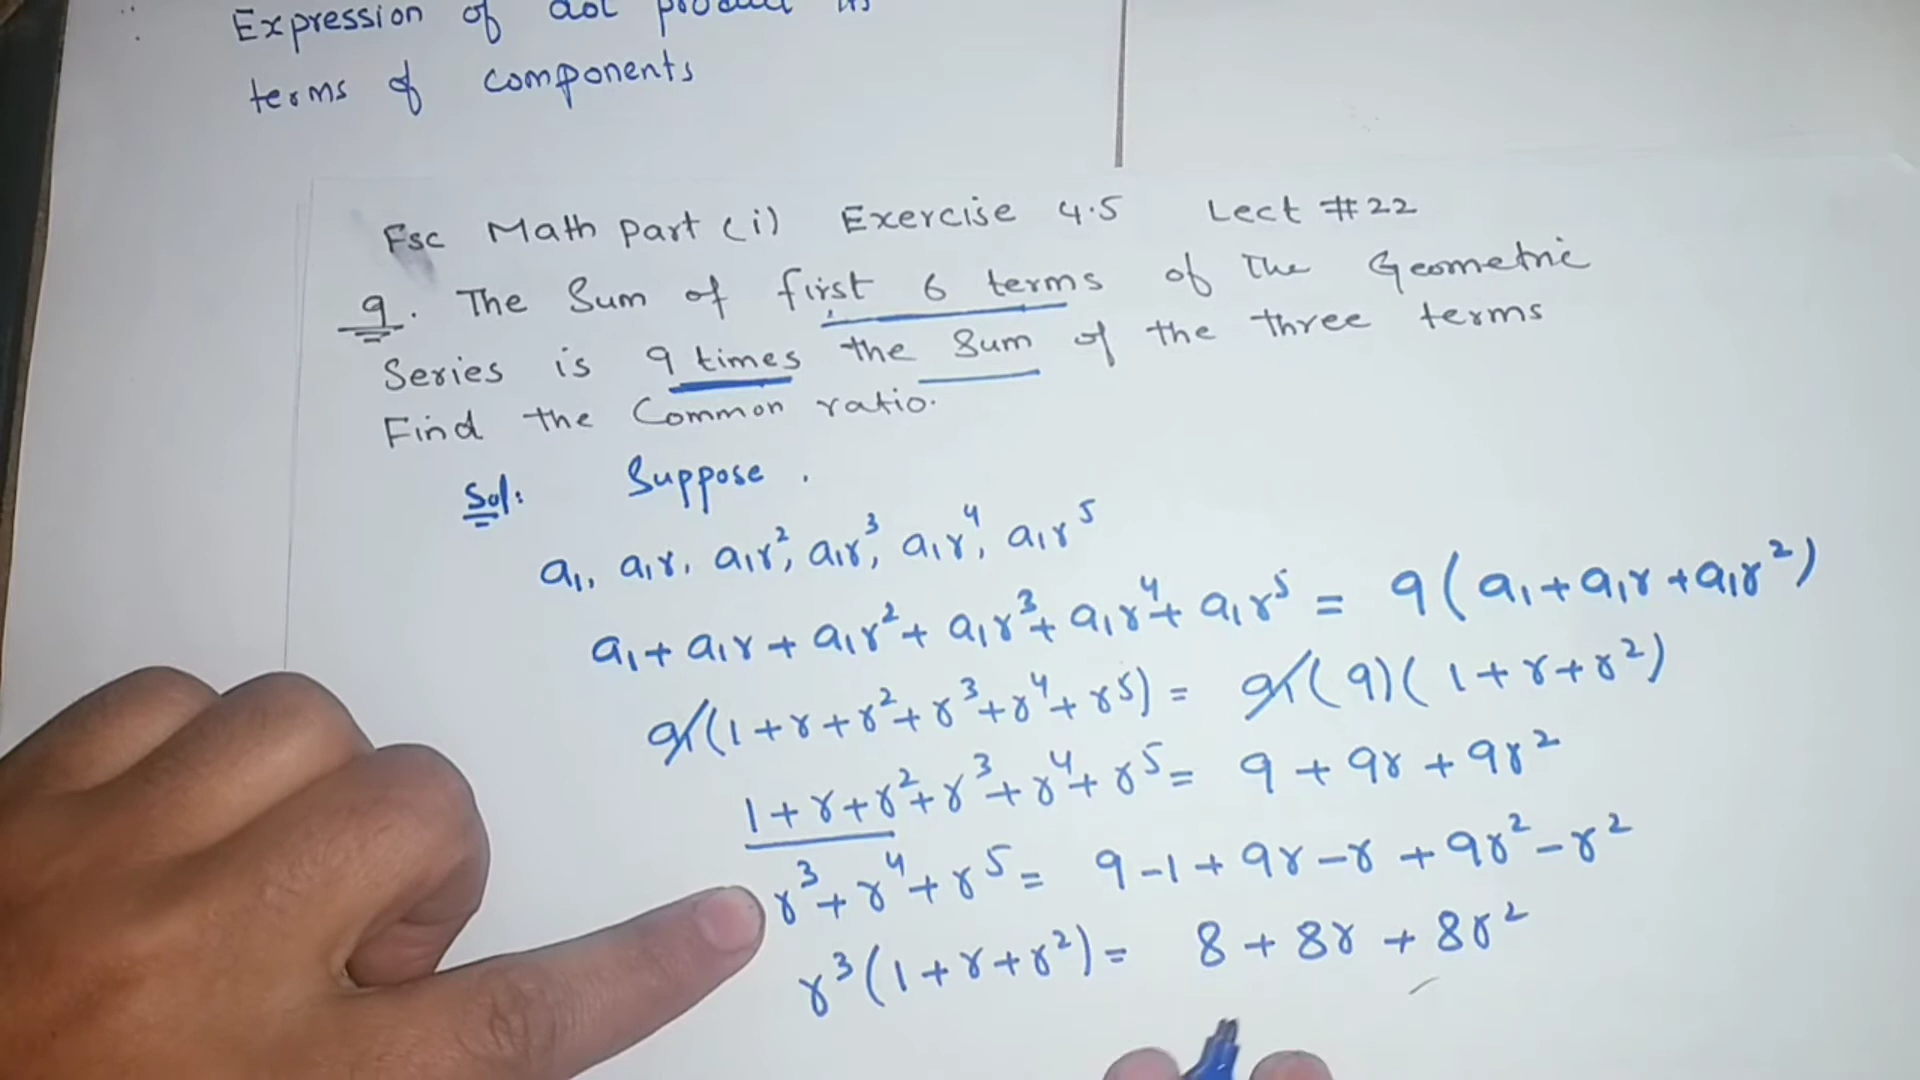 Expression of dot product in
terms of components
Fsc Math part (i) Exercise 4.5 Lect #22
9. The Sum of first 6 terms of the Geometric
Series is 9 times the Sum of the three terms
Find the Common ratio.
Sol: Suppose.
a₁, a₁r, a₁r², a₁r³, a₁r⁴, a₁r⁵
a₁ + a₁r + a₁r² + a₁r³ + a₁r⁴ + a₁r⁵ = 9(a₁ + a₁r + a₁r²)
a₁(1 + r + r² + r³ + r⁴ + r⁵) = a₁(9)(1 + r + r²)
1 + r + r² + r³ + r⁴ + r⁵ = 9 + 9r + 9r²
r³ + r⁴ + r⁵ = 9 - 1 + 9r - r + 9r² - r²
r³(1 + r + r²) = 8 + 8r + 8r²